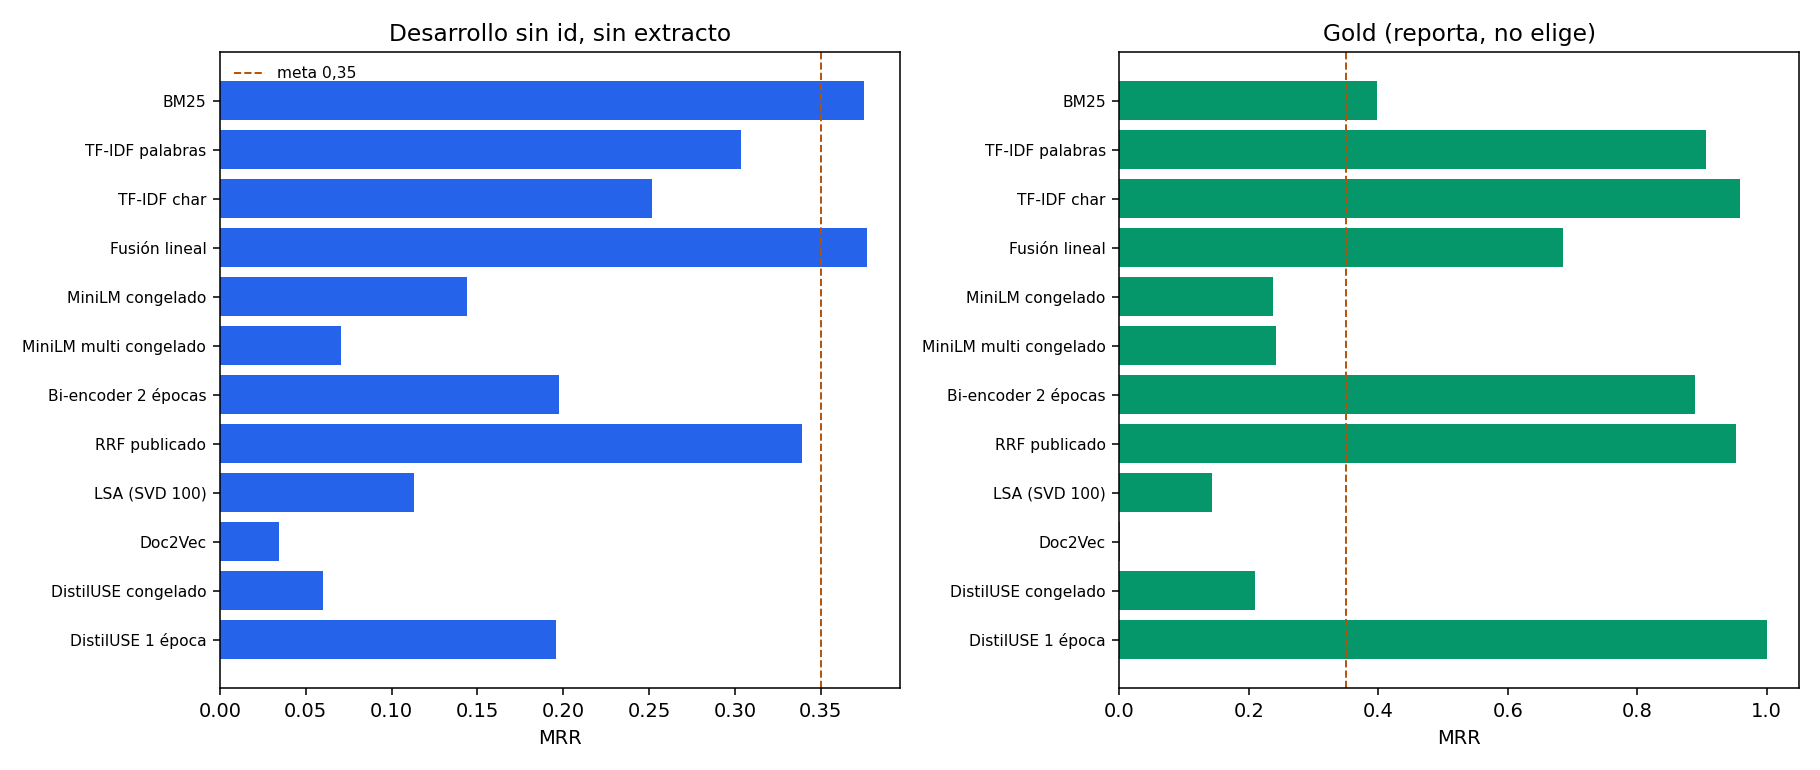 Desarrollo sin id, sin extracto
meta 0,35
BM25
TF-IDF palabras
TF-IDF char
Fusión lineal
MiniLM congelado
MiniLM multi congelado
Bi-encoder 2 épocas
RRF publicado
LSA (SVD 100)
Doc2Vec
DistilUSE congelado
DistilUSE 1 época
0.00 0.05 0.10 0.15 0.20 0.25 0.30 0.35
MRR
Gold (reporta, no elige)
BM25
TF-IDF palabras
TF-IDF char
Fusión lineal
MiniLM congelado
MiniLM multi congelado
Bi-encoder 2 épocas
RRF publicado
LSA (SVD 100)
Doc2Vec
DistilUSE congelado
DistilUSE 1 época
0.0 0.2 0.4 0.6 0.8 1.0
MRR